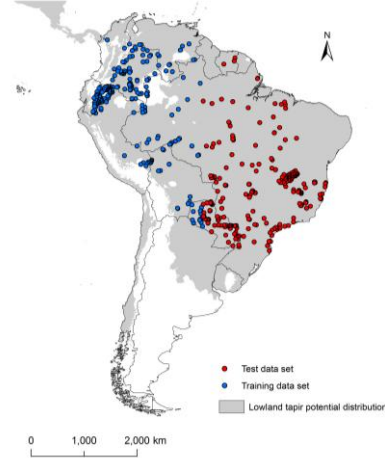 N
Test data set
Training data set
Lowland tapir potential distribution
0 1,000 2,000 km